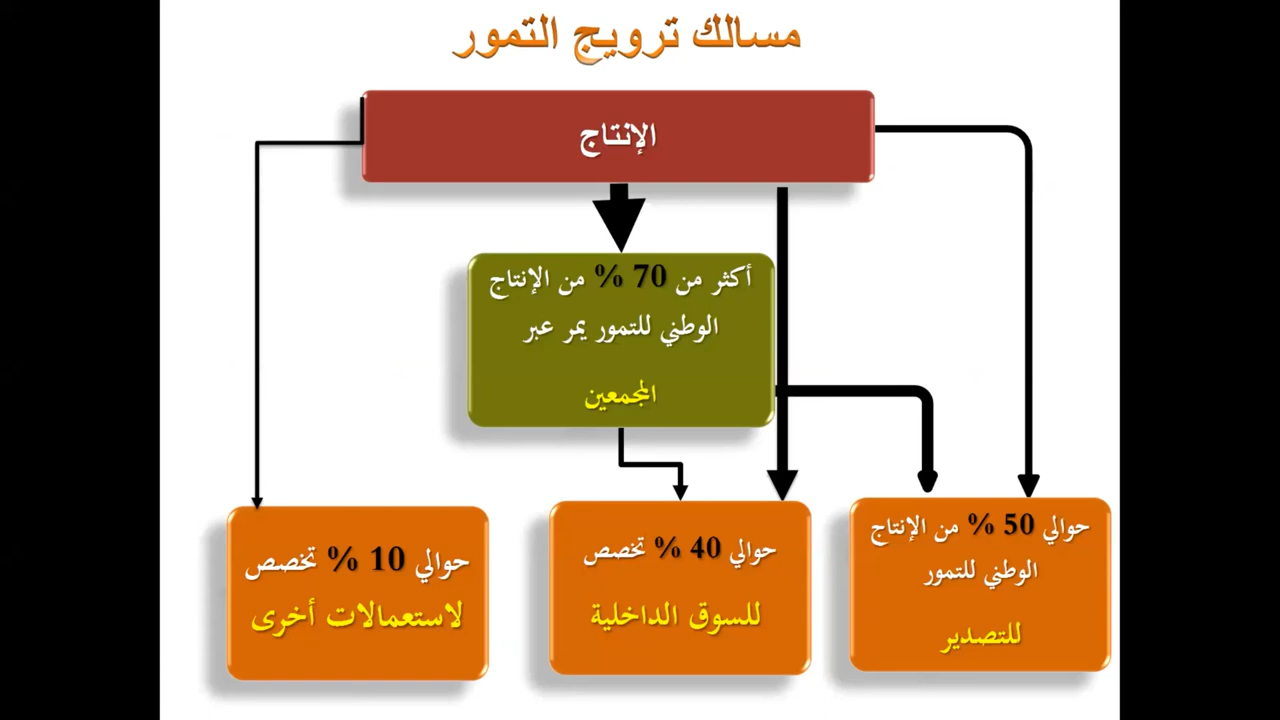 مسالك ترويج التمور
الإنتاج
أكثر من 70 % من الإنتاج
الوطني للتمور يمر عبر
المجمعين
حوالي 50 % من الإنتاج
الوطني للتمور
للتصدير
حوالي 40 % تخصص
للسوق الداخلية
حوالي 10 % تخصص
لاستعمالات أخرى